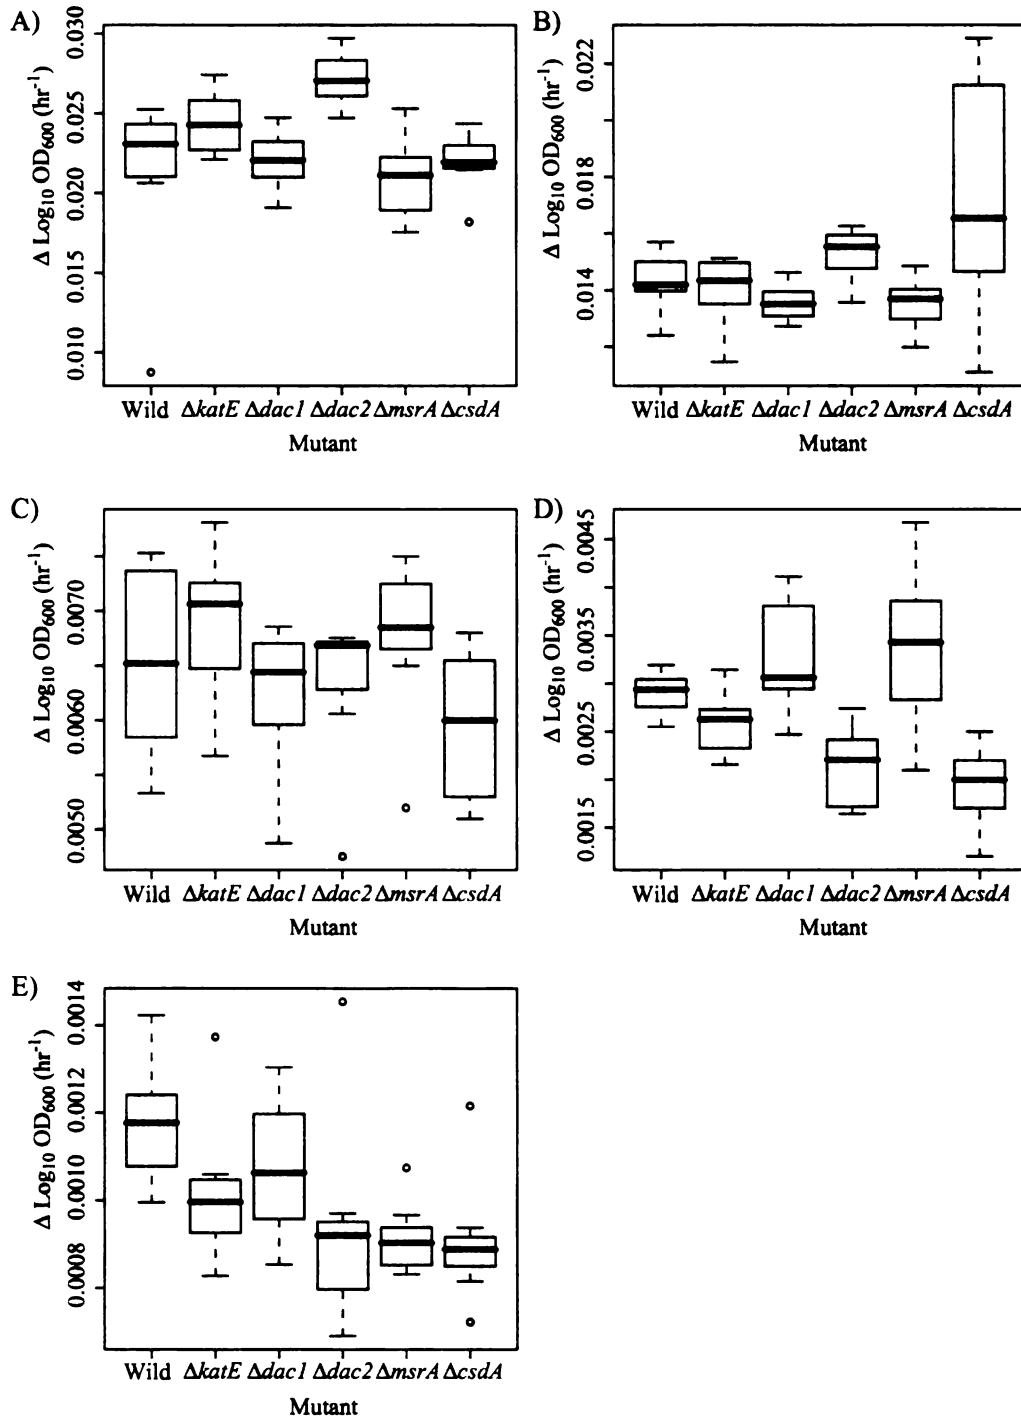 A)
Δ Log10 OD600 (hr-1)
0.030
0.025
0.020
0.015
0.010
Wild ΔkatE Δdac1 Δdac2 ΔmsrA ΔcsdA
Mutant
B)
Δ Log10 OD600 (hr-1)
0.022
0.018
0.014
Wild ΔkatE Δdac1 Δdac2 ΔmsrA ΔcsdA
Mutant
C)
Δ Log10 OD600 (hr-1)
0.0070
0.0060
0.0050
Wild ΔkatE Δdac1 Δdac2 ΔmsrA ΔcsdA
Mutant
D)
Δ Log10 OD600 (hr-1)
0.0045
0.0035
0.0025
0.0015
Wild ΔkatE Δdac1 Δdac2 ΔmsrA ΔcsdA
Mutant
E)
Δ Log10 OD600 (hr-1)
0.0014
0.0012
0.0010
0.0008
Wild ΔkatE Δdac1 Δdac2 ΔmsrA ΔcsdA
Mutant